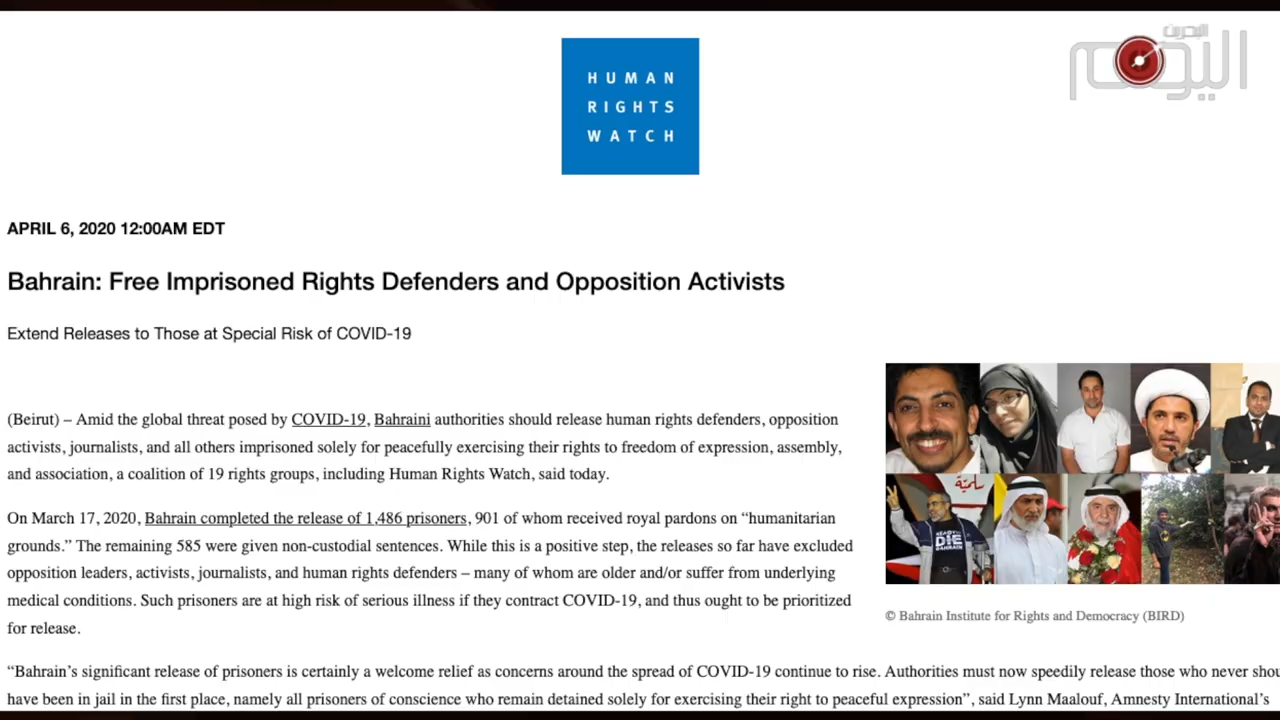 البحرين
اليوم
HUMAN
RIGHTS
WATCH
APRIL 6, 2020 12:00AM EDT
Bahrain: Free Imprisoned Rights Defenders and Opposition Activists
Extend Releases to Those at Special Risk of COVID-19
(Beirut) – Amid the global threat posed by COVID-19, Bahraini authorities should release human rights defenders, opposition
activists, journalists, and all others imprisoned solely for peacefully exercising their rights to freedom of expression, assembly,
and association, a coalition of 19 rights groups, including Human Rights Watch, said today.
On March 17, 2020, Bahrain completed the release of 1,486 prisoners, 901 of whom received royal pardons on “humanitarian
grounds.” The remaining 585 were given non-custodial sentences. While this is a positive step, the releases so far have excluded
opposition leaders, activists, journalists, and human rights defenders – many of whom are older and/or suffer from underlying
medical conditions. Such prisoners are at high risk of serious illness if they contract COVID-19, and thus ought to be prioritized
for release.
سلميّة
DIE
BAHRAIN
© Bahrain Institute for Rights and Democracy (BIRD)
“Bahrain’s significant release of prisoners is certainly a welcome relief as concerns around the spread of COVID-19 continue to rise. Authorities must now speedily release those who never shou
have been in jail in the first place, namely all prisoners of conscience who remain detained solely for exercising their right to peaceful expression”, said Lynn Maalouf, Amnesty International’s